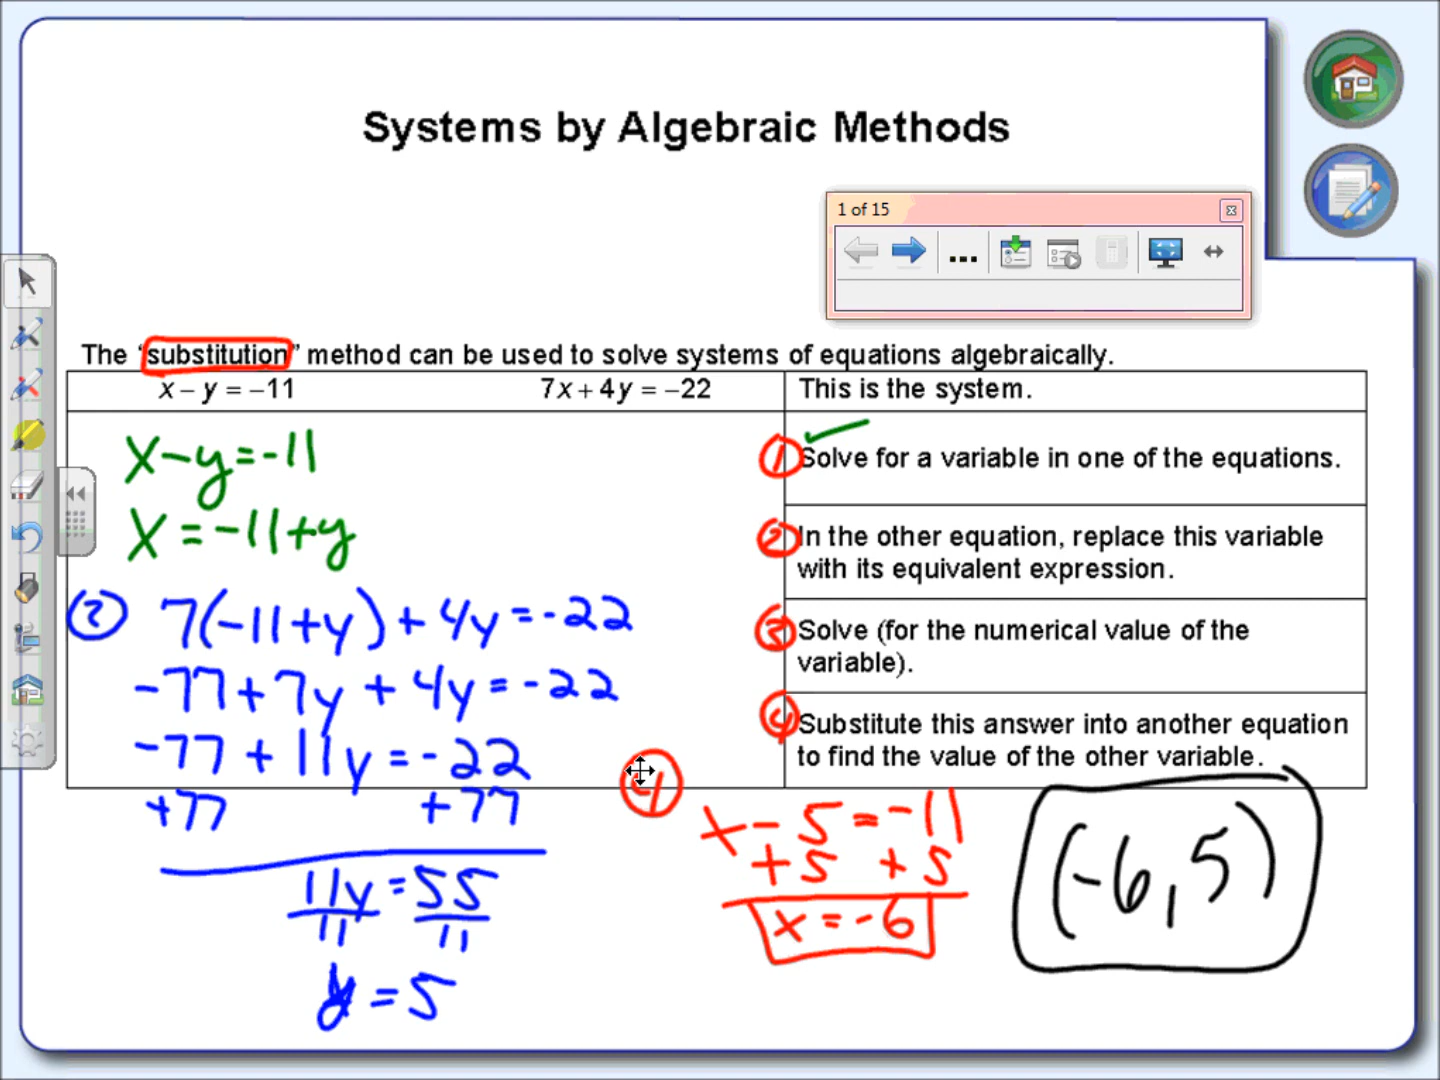 Systems by Algebraic Methods
1 of 15
The "substitution" method can be used to solve systems of equations algebraically.
x – y = –11
7x + 4y = –22
This is the system.
x-y=-11
x=-11+y
① Solve for a variable in one of the equations.
② In the other equation, replace this variable
with its equivalent expression.
③ Solve (for the numerical value of the
variable).
④ Substitute this answer into another equation
to find the value of the other variable.
② 7(-11+y)+4y=-22
-77+7y+4y=-22
-77+11y=-22
+77 +77
11y=55
11 11
y=5
④
x-5=-11
+5 +5
x=-6
(-6,5)